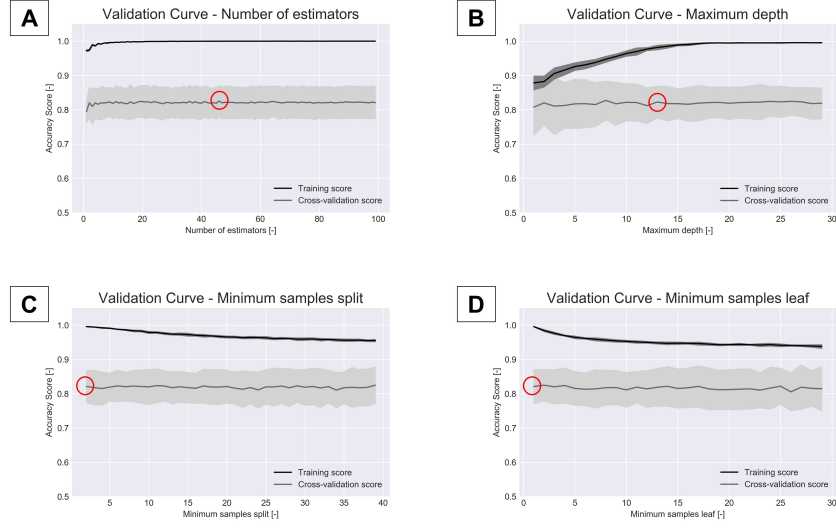 A
Validation Curve - Number of estimators
1.0
0.9
0.8
0.7
0.6
0.5
Accuracy Score [-]
Training score
Cross-validation score
0 20 40 60 80 100
Number of estimators [-]
B
Validation Curve - Maximum depth
1.0
0.9
0.8
0.7
0.6
0.5
Accuracy Score [-]
Training score
Cross-validation score
0 5 10 15 20 25 30
Maximum depth [-]
C
Validation Curve - Minimum samples split
1.0
0.9
0.8
0.7
0.6
0.5
Accuracy Score [-]
Training score
Cross-validation score
5 10 15 20 25 30 35 40
Minimum samples split [-]
D
Validation Curve - Minimum samples leaf
1.0
0.9
0.8
0.7
0.6
0.5
Accuracy Score [-]
Training score
Cross-validation score
0 5 10 15 20 25 30
Minimum samples leaf [-]